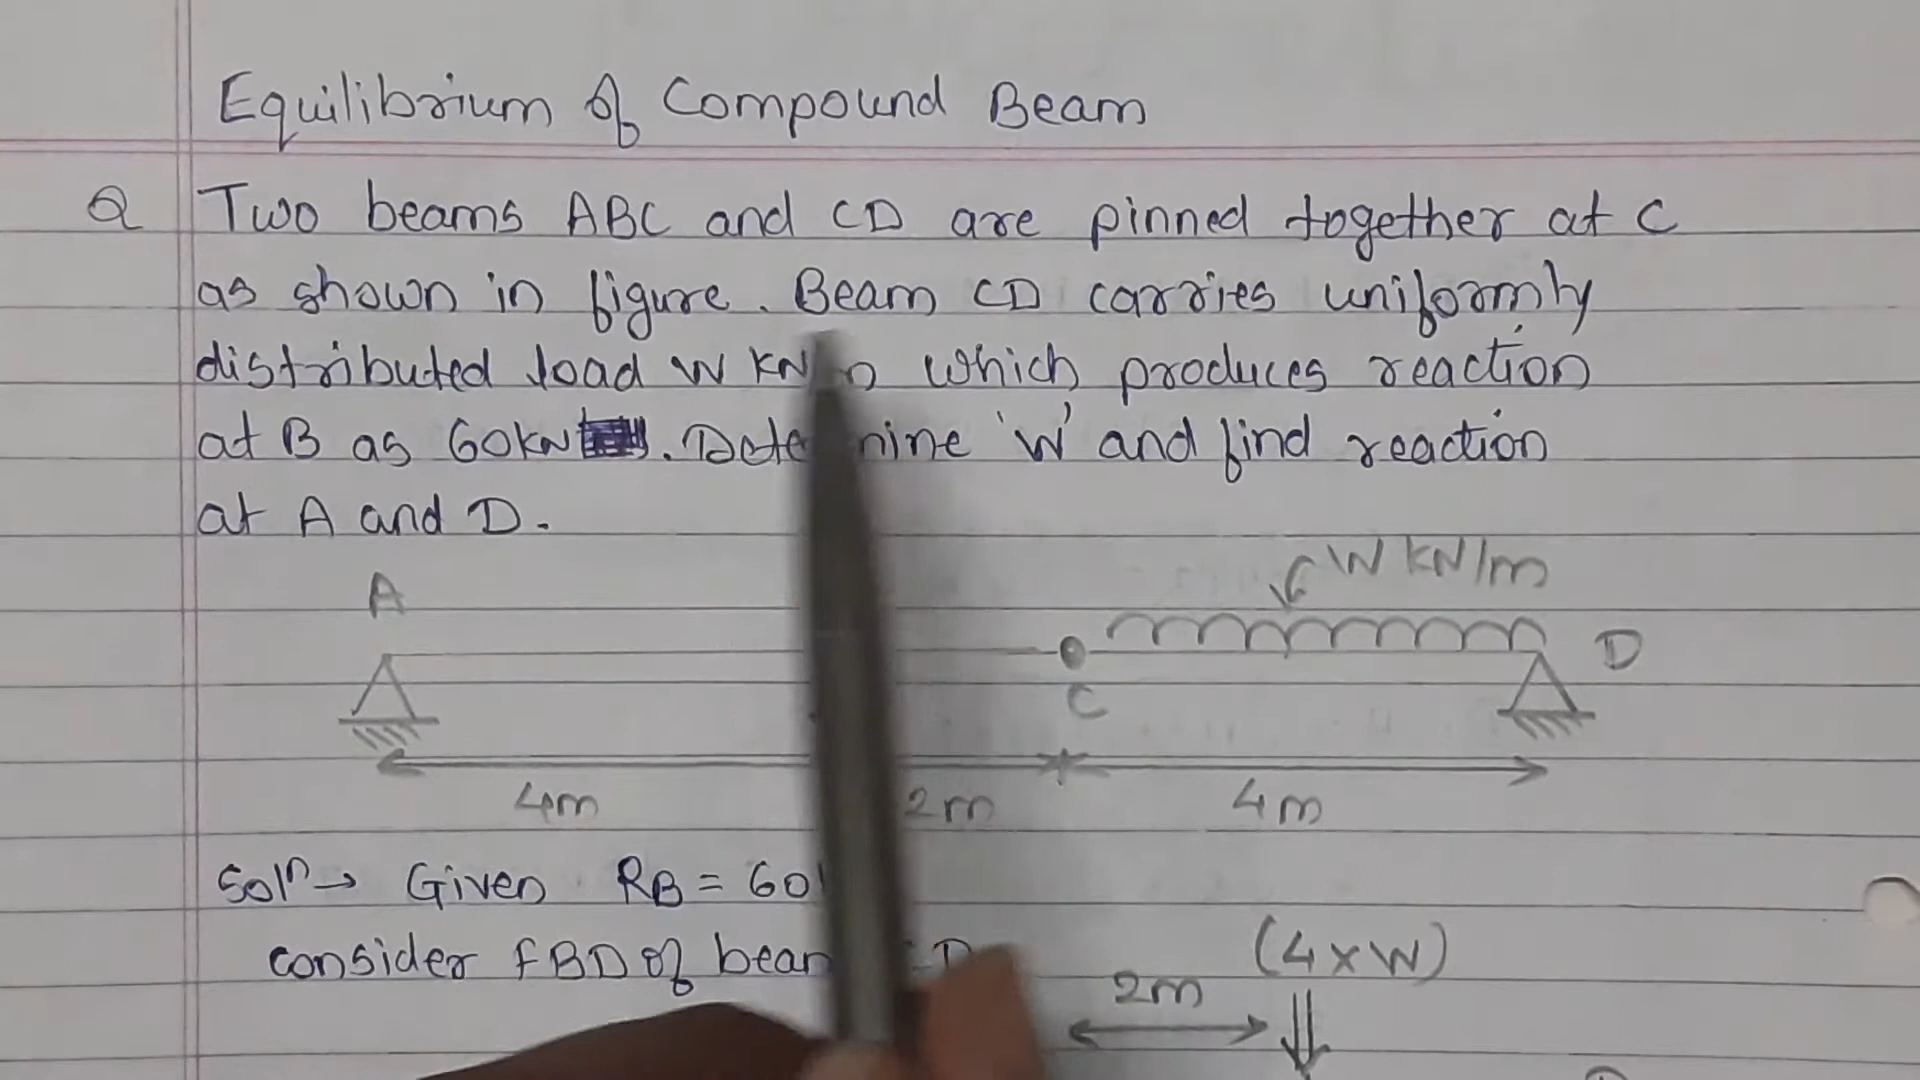 Equilibrium of Compound Beam
Q Two beams ABC and CD are pinned together at C
as shown in figure. Beam CD carries uniformly
distributed load W which produces reaction
at B as 60kN. 'W' and find reaction
at A and D.
W kN/m
A
D
C
4m 2m 4m
Soln → Given RB = 60
consider FBD of
(4×W)
2m